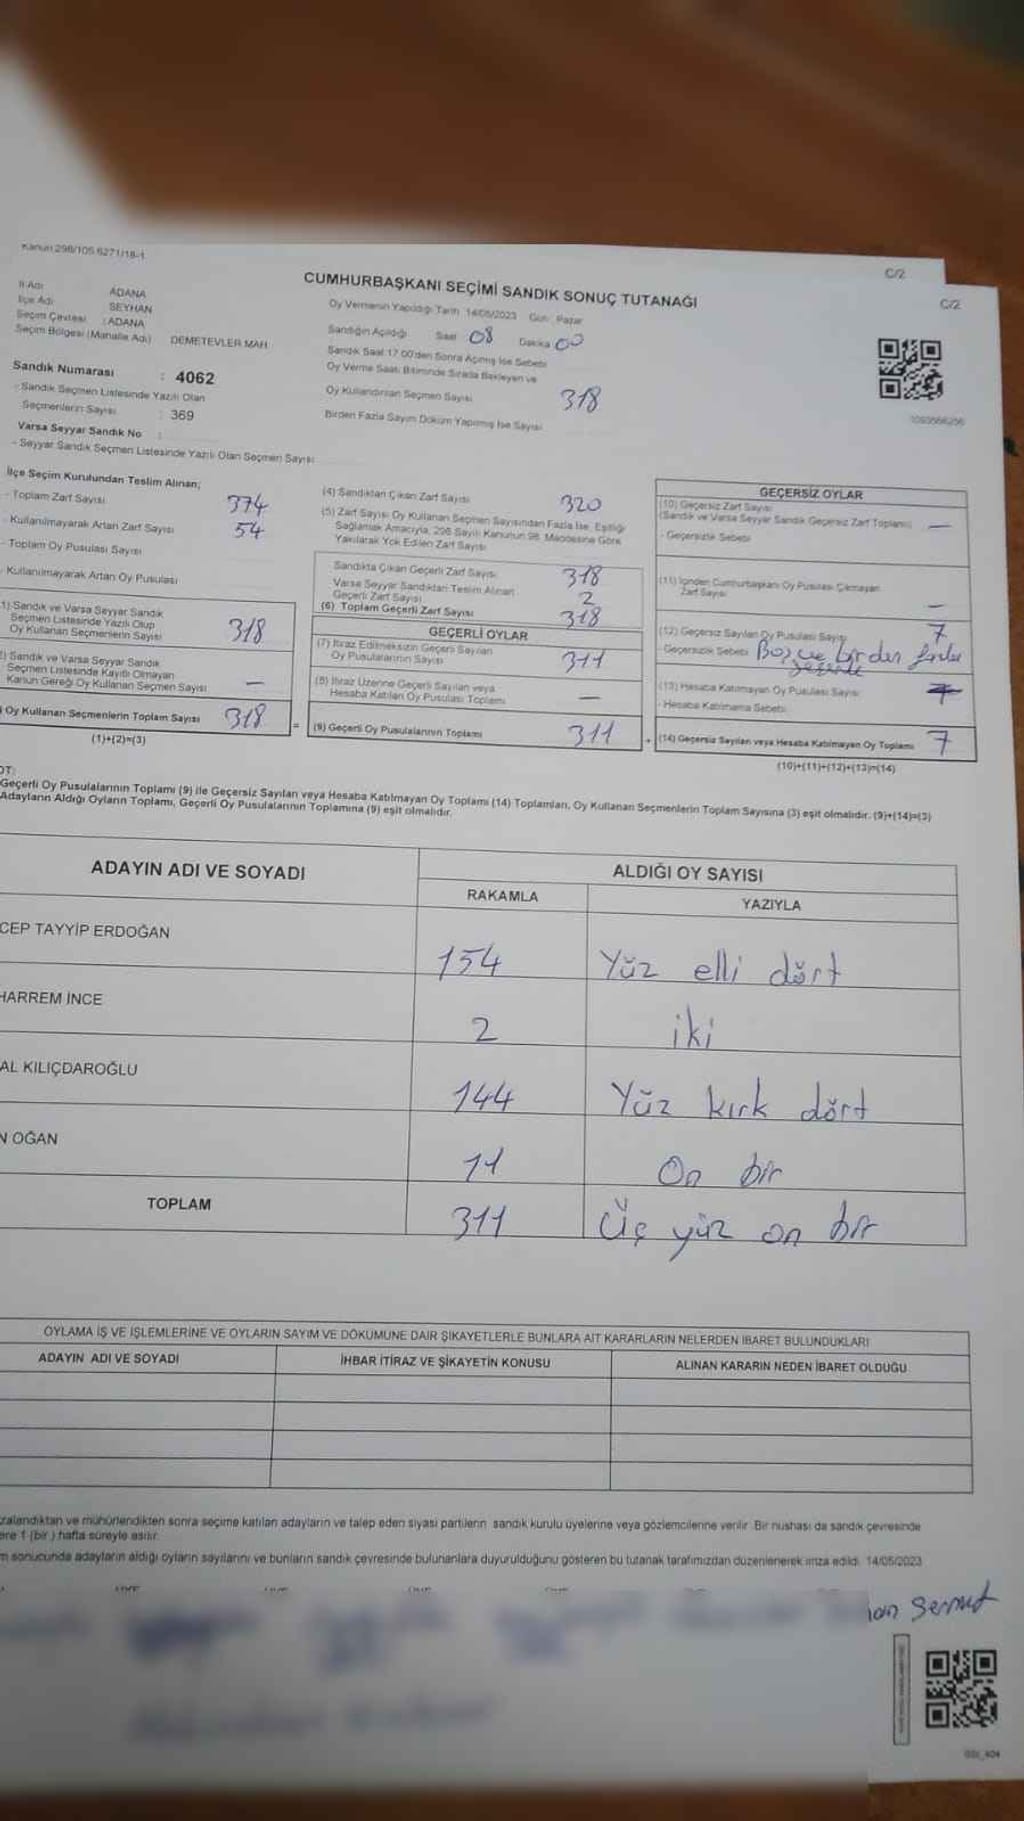 Kanun 298/105 6271/18-1
C/2
C/2
CUMHURBAŞKANI SEÇİMİ SANDIK SONUÇ TUTANAĞI
İl Adı ADANA
İlçe Adı SEYHAN
Seçim Çevresi : ADANA
Seçim Bölgesi (Mahalle Adı) DEMETEVLER MAH
Sandık Numarası : 4062
- Sandık Seçmen Listesinde Yazılı Olan
Seçmenlerin Sayısı : 369
Varsa Seyyar Sandık No :
- Seyyar Sandık Seçmen Listesinde Yazılı Olan Seçmen Sayısı
Oy Vermenin Yapıldığı Tarih 14/05/2023 Gün: Pazar
Sandığın Açıldığı Saat 08 Dakika 00
Sandık Saat 17.00'den Sonra Açılmış İse Sebebi
Oy Verme Saati Bitiminde Sırada Bekleyen ve
Oy Kullandırılan Seçmen Sayısı 318
Birden Fazla Sayım Döküm Yapılmış İse Sayısı
İlçe Seçim Kurulundan Teslim Alınan;
- Toplam Zarf Sayısı 374
- Kullanılmayarak Artan Zarf Sayısı 54
- Toplam Oy Pusulası Sayısı
- Kullanılmayarak Artan Oy Pusulası
1) Sandık ve Varsa Seyyar Sandık
Seçmen Listesinde Yazılı Olup
Oy Kullanan Seçmenlerin Sayısı 318
) Sandık ve Varsa Seyyar Sandık
Seçmen Listesinde Kayıtlı Olmayan
Kanun Gereği Oy Kullanan Seçmen Sayısı —
) Oy Kullanan Seçmenlerin Toplam Sayısı 318 =
(1)+(2)=(3)
(4) Sandıktan Çıkan Zarf Sayısı 320
(5) Zarf Sayısı Oy Kullanan Seçmen Sayısından Fazla İse, Eşitliği
Sağlamak Amacıyla, 298 Sayılı Kanunun 98. Maddesine Göre
Yakılarak Yok Edilen Zarf Sayısı
Sandıkta Çıkan Geçerli Zarf Sayısı 318
Varsa Seyyar Sandıktan Teslim Alınan
Geçerli Zarf Sayısı 2
(6) Toplam Geçerli Zarf Sayısı 318
GEÇERLİ OYLAR
(7) İtiraz Edilmeksizin Geçerli Sayılan
Oy Pusulalarının Sayısı 311
(8) İtiraz Üzerine Geçerli Sayılan veya
Hesaba Katılan Oy Pusulası Toplamı —
(9) Geçerli Oy Pusulalarının Toplamı 311 +
GEÇERSİZ OYLAR
(10) Geçersiz Zarf Sayısı
(Sandık ve Varsa Seyyar Sandık Geçersiz Zarf Toplamı) —
- Geçersizlik Sebebi
(11) İçinden Cumhurbaşkanı Oy Pusulası Çıkmayan
Zarf Sayısı —
(12) Geçersiz Sayılan Oy Pusulası Sayısı 7
- Geçersizlik Sebebi Boş ve birden fazla
(13) Hesaba Katılmayan Oy Pusulası Sayısı
- Hesaba Katılmama Sebebi
(14) Geçersiz Sayılan veya Hesaba Katılmayan Oy Toplamı 7
(10)+(11)+(12)+(13)=(14)
OT:
Geçerli Oy Pusulalarının Toplamı (9) ile Geçersiz Sayılan veya Hesaba Katılmayan Oy Toplamı (14) Toplamları, Oy Kullanan Seçmenlerin Toplam Sayısına (3) eşit olmalıdır. (9)+(14)=(3)
Adayların Aldığı Oyların Toplamı, Geçerli Oy Pusulalarının Toplamına (9) eşit olmalıdır.
ADAYIN ADI VE SOYADI ALDIĞI OY SAYISI
RAKAMLA YAZIYLA
CEP TAYYİP ERDOĞAN 154 Yüz elli dört
HARREM İNCE 2 iki
AL KILIÇDAROĞLU 144 Yüz kırk dört
N OĞAN 11 On bir
TOPLAM 311 Üç yüz on bir
OYLAMA İŞ VE İŞLEMLERİNE VE OYLARIN SAYIM VE DÖKÜMÜNE DAİR ŞİKAYETLERLE BUNLARA AİT KARARLARIN NELERDEN İBARET BULUNDUKLARI
ADAYIN ADI VE SOYADI İHBAR İTİRAZ VE ŞİKAYETİN KONUSU ALINAN KARARIN NEDEN İBARET OLDUĞU
zalandıktan ve mühürlendikten sonra seçime katılan adayların ve talep eden siyasi partilerin sandık kurulu üyelerine veya gözlemcilerine verilir. Bir nüshası da sandık çevresinde
ere 1 (bir) hafta süreyle asılır.
m sonucunda adayların aldığı oyların sayılarını ve bunların sandık çevresinde bulunanlara duyurulduğunu gösteren bu tutanak tarafımızdan düzenlenerek imza edildi. 14/05/2023